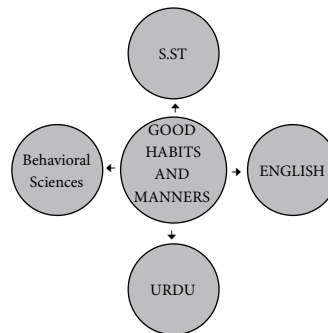 S.ST
GOOD
HABITS
AND
MANNERS
Behavioral
Sciences
ENGLISH
URDU